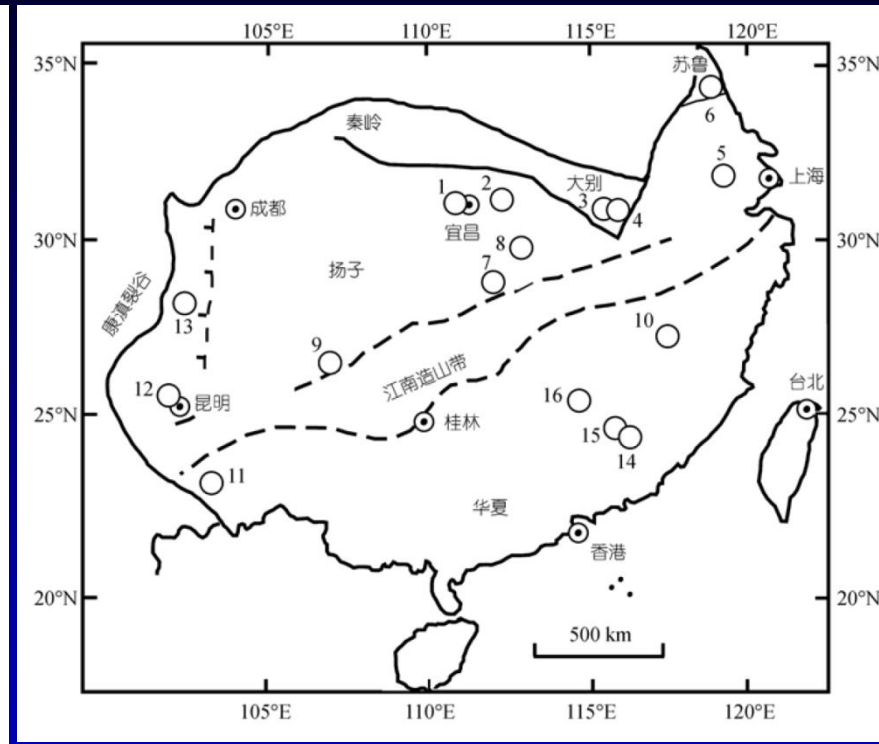 105°E 110°E 115°E 120°E
35°N 35°N
苏鲁
6
秦岭
5
上海
大别
1 2 3 4
成都
宜昌
30°N 30°N
8
扬子
7
康滇裂谷
13
10
9
江南造山带
台北
12
昆明
16
25°N 25°N
桂林
15
14
11
华夏
香港
20°N 20°N
500 km
105°E 110°E 115°E 120°E